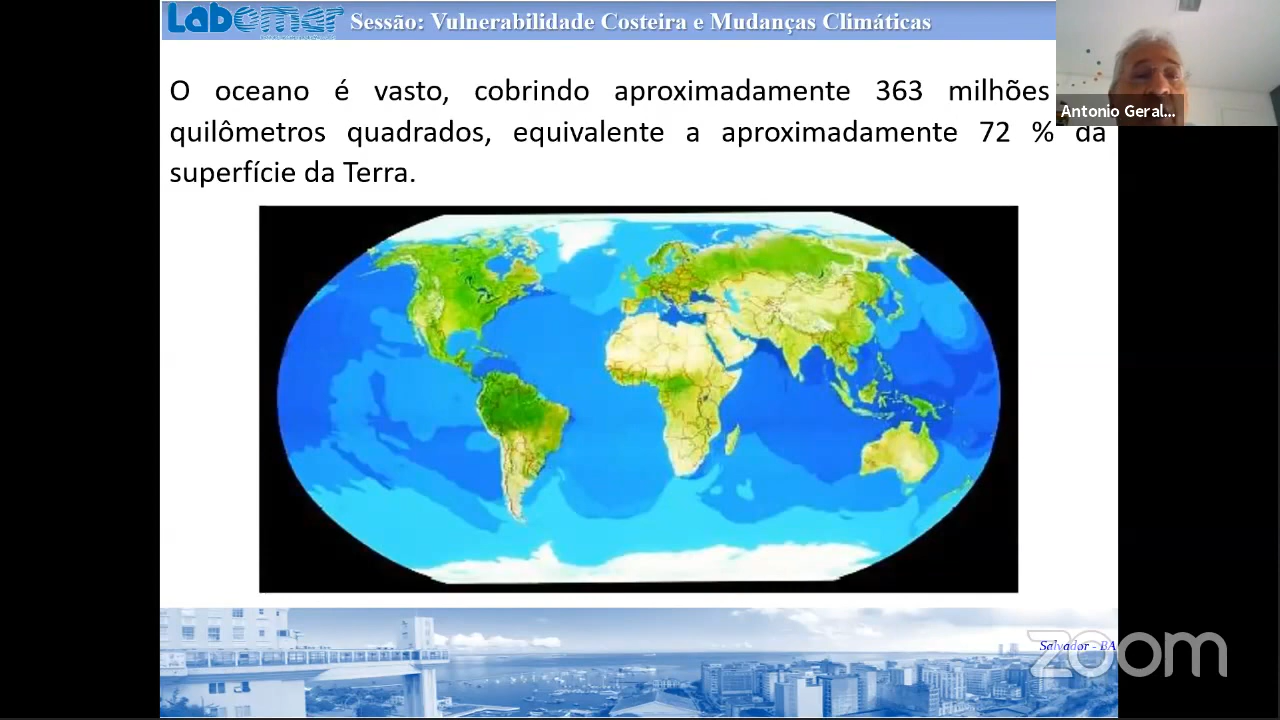 Labomar Sessão: Vulnerabilidade Costeira e Mudanças Climáticas
Antonio Geral...
O oceano é vasto, cobrindo aproximadamente 363 milhões
quilômetros quadrados, equivalente a aproximadamente 72 % da
superfície da Terra.
Salvador - BA
zoom